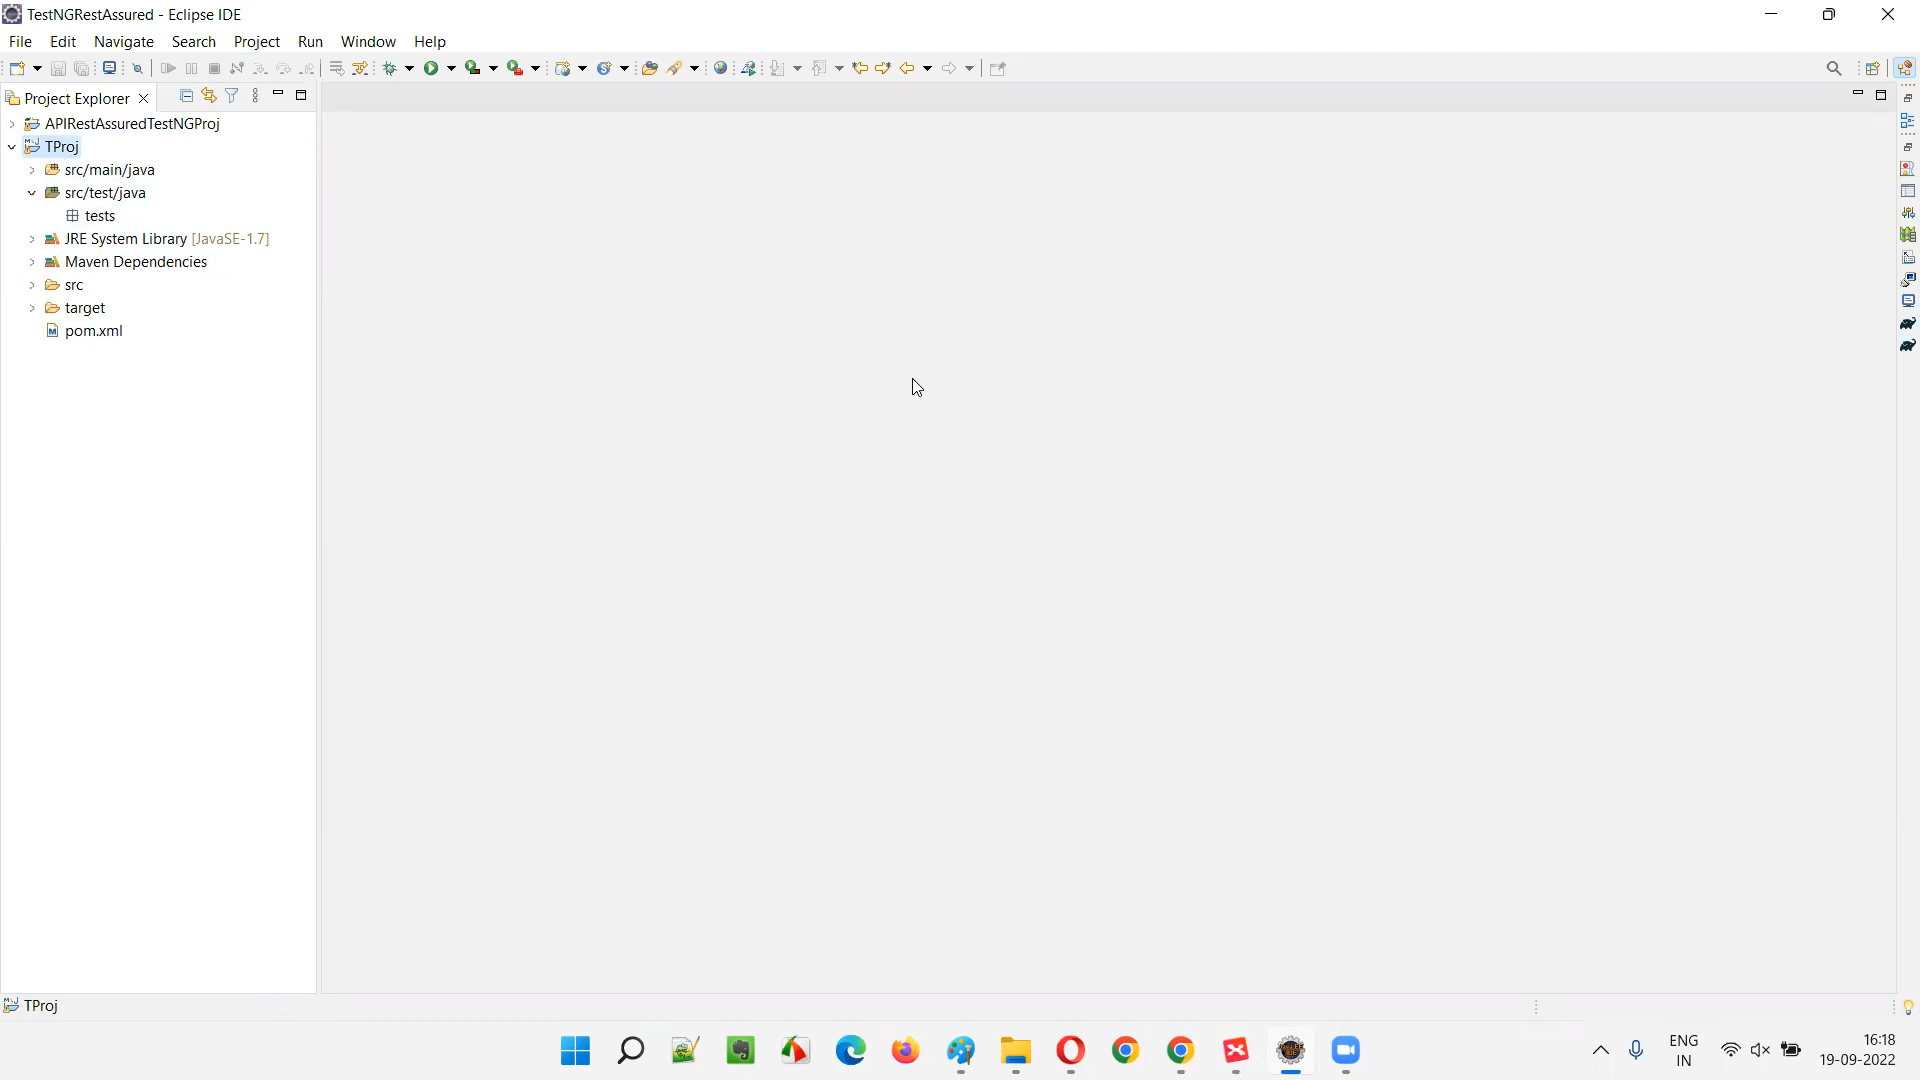 TestNGRestAssured - Eclipse IDE
File Edit Navigate Search Project Run Window Help
Project Explorer
APIRestAssuredTestNGProj
TProj
src/main/java
src/test/java
tests
JRE System Library [JavaSE-1.7]
Maven Dependencies
src
target
pom.xml
TProj
ENG
IN
16:18
19-09-2022